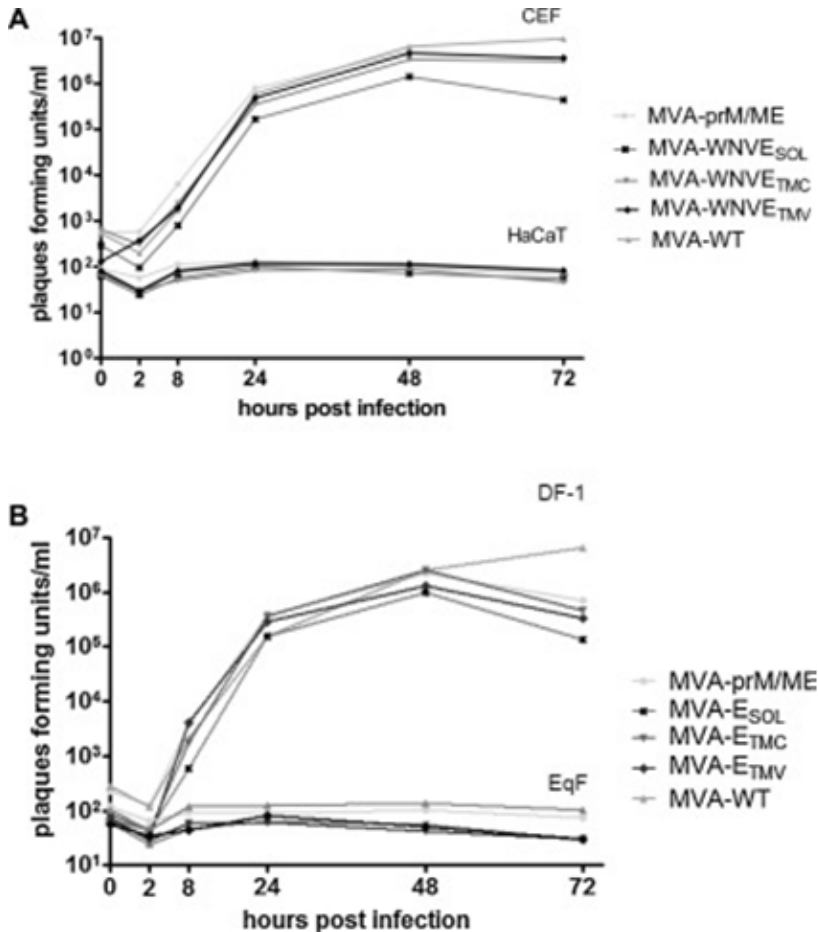 A
CEF
10⁷
10⁶
10⁵
10⁴
10³
10²
10¹
10⁰
plaques forming units/ml
HaCaT
0 2 8 24 48 72
hours post infection
MVA-prM/ME
MVA-WNVE_SOL
MVA-WNVE_TMC
MVA-WNVE_TMV
MVA-WT
B
DF-1
10⁷
10⁶
10⁵
10⁴
10³
10²
10¹
plaques forming units/ml
EqF
0 2 8 24 48 72
hours post infection
MVA-prM/ME
MVA-E_SOL
MVA-E_TMC
MVA-E_TMV
MVA-WT